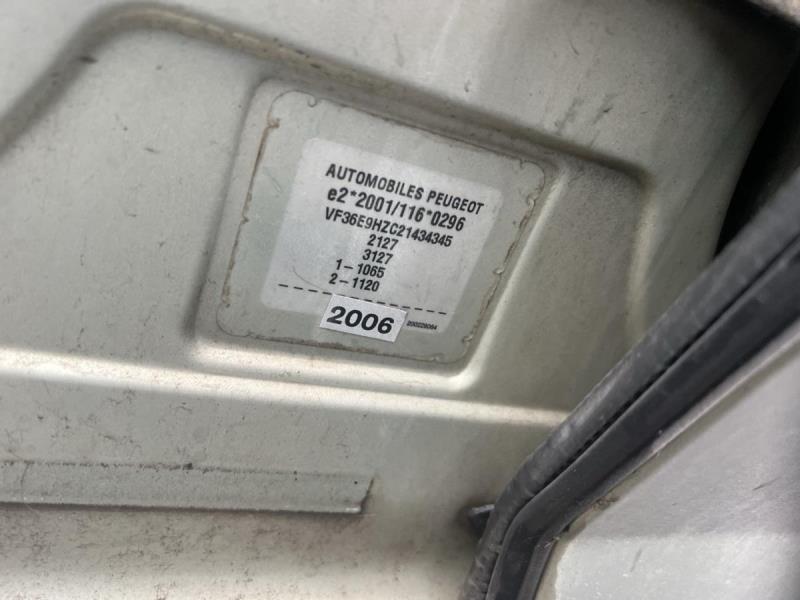 AUTOMOBILES PEUGEOT
e2*2001/116*0296
VF36E9HZC21434345
2127
3127
1-1065
2-1120
2006